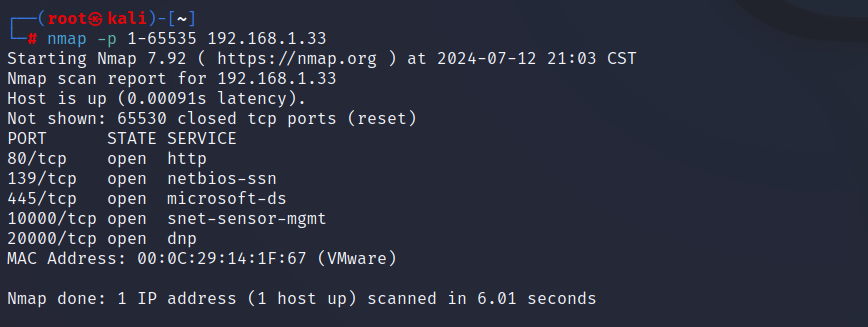 ┌──(root㉿kali)-[~]
└─# nmap -p 1-65535 192.168.1.33
Starting Nmap 7.92 ( https://nmap.org ) at 2024-07-12 21:03 CST
Nmap scan report for 192.168.1.33
Host is up (0.00091s latency).
Not shown: 65530 closed tcp ports (reset)
PORT      STATE SERVICE
80/tcp    open  http
139/tcp   open  netbios-ssn
445/tcp   open  microsoft-ds
10000/tcp open  snet-sensor-mgmt
20000/tcp open  dnp
MAC Address: 00:0C:29:14:1F:67 (VMware)
Nmap done: 1 IP address (1 host up) scanned in 6.01 seconds